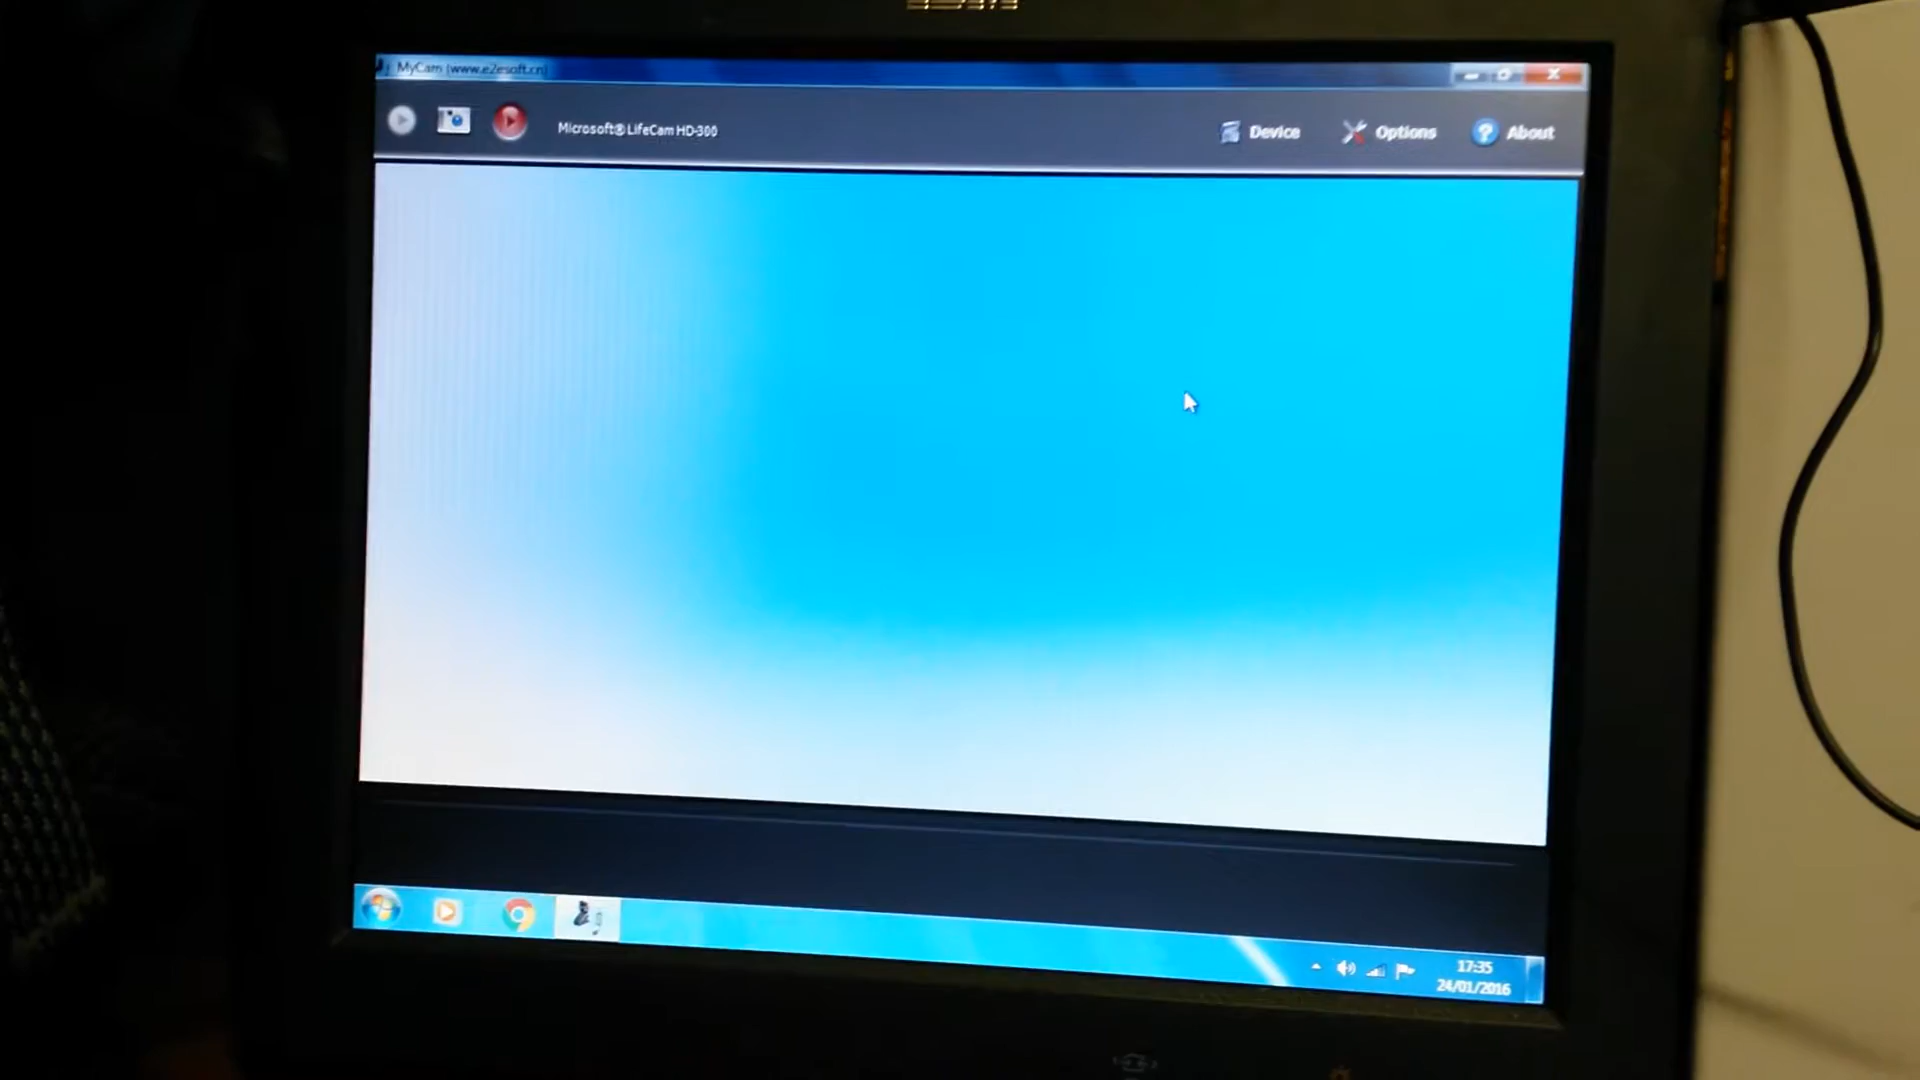 MyCam (www.e2esoft.cn)
Microsoft® LifeCam HD-300
Device
Options
About
17:35
24/01/2016